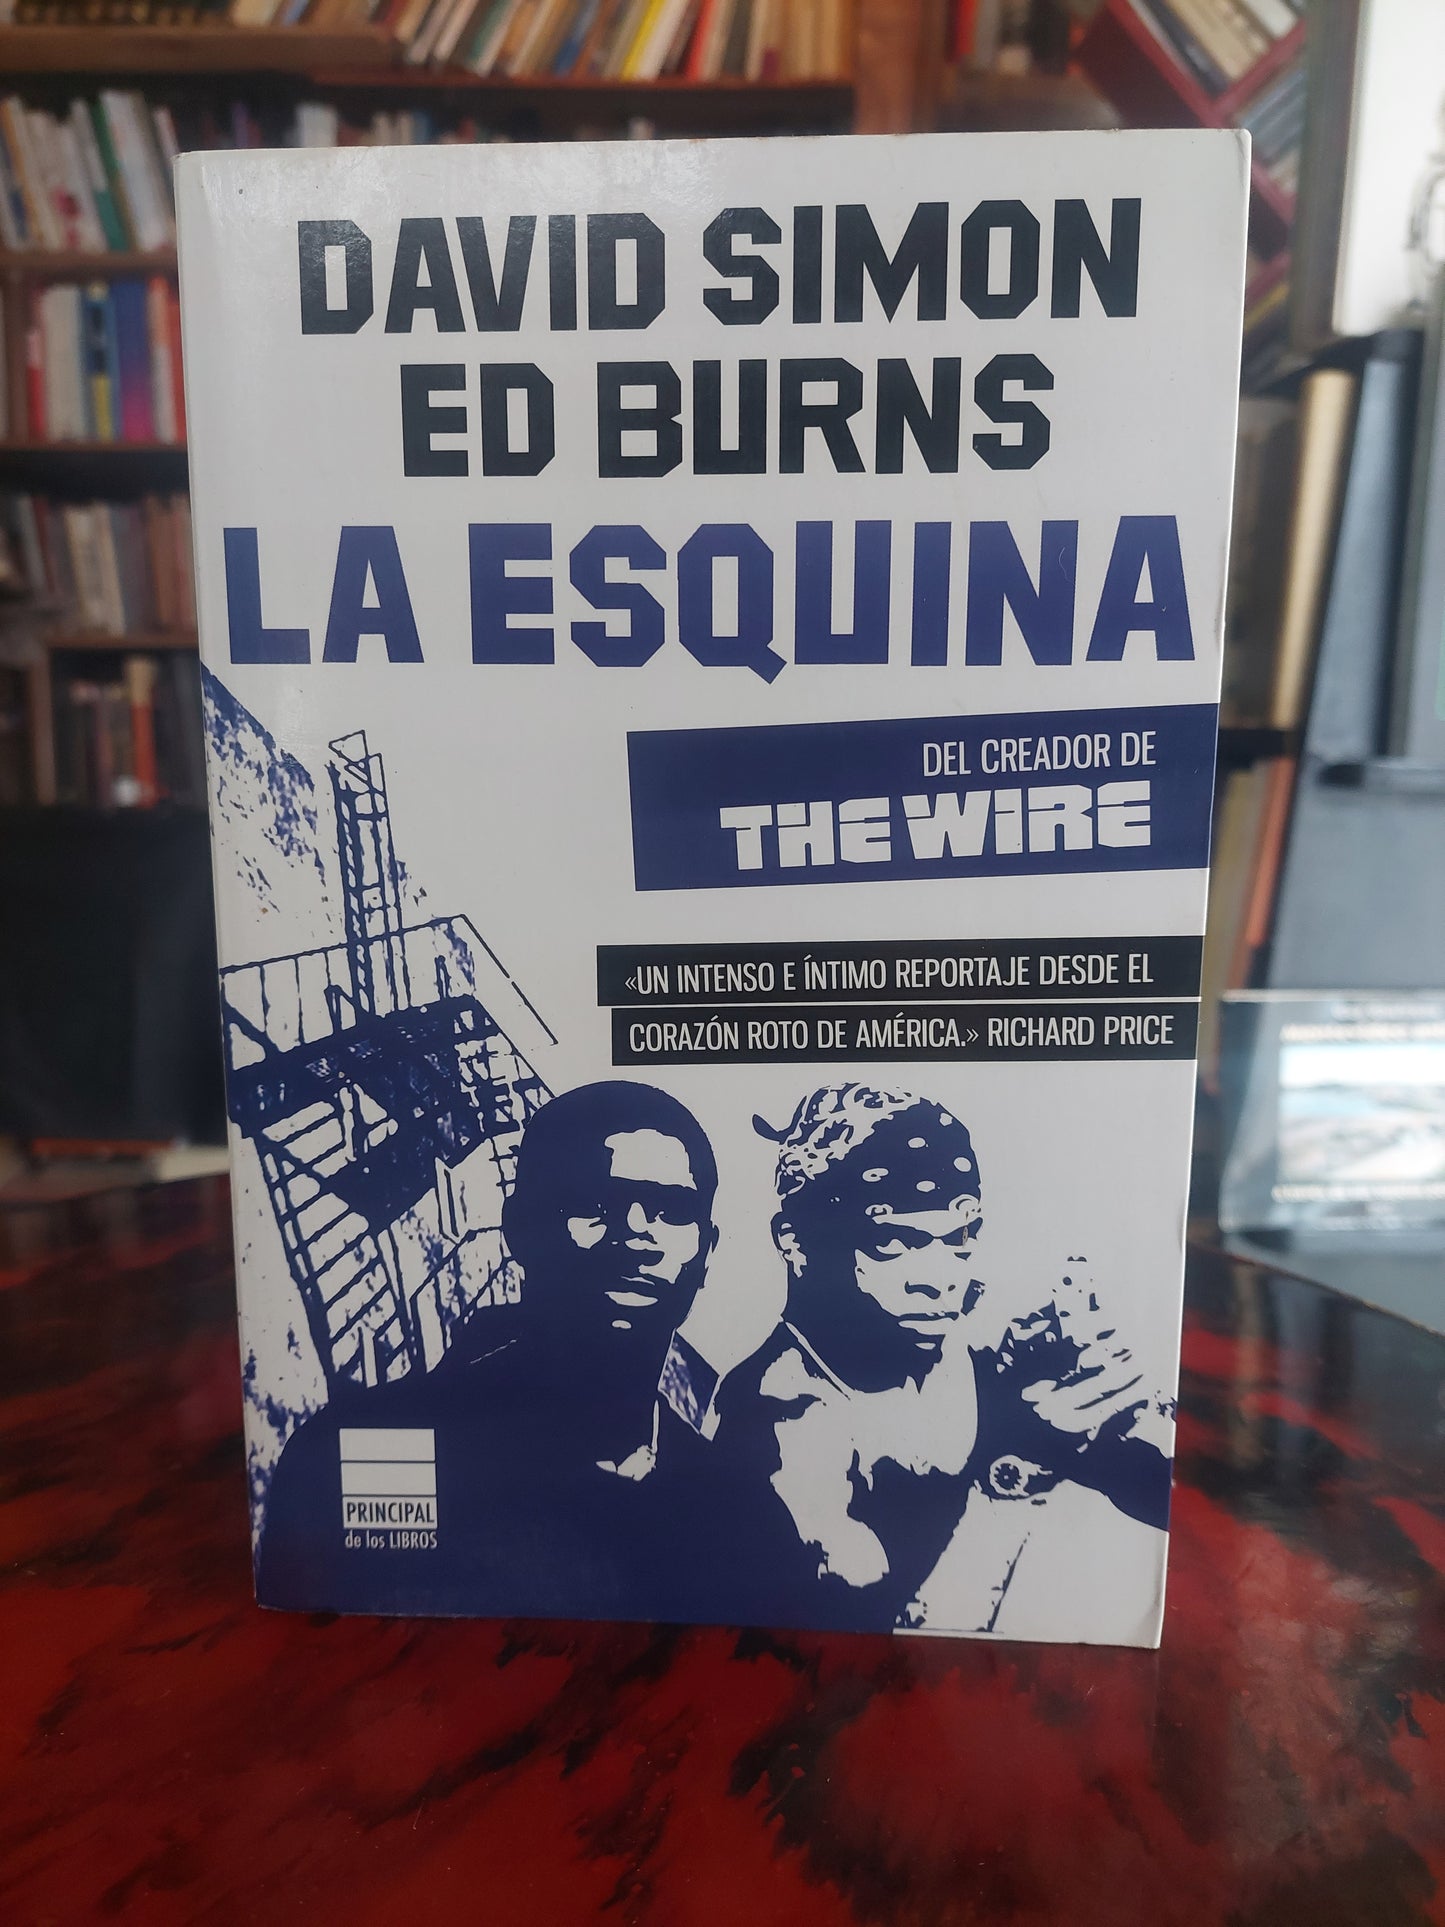 DAVID SIMON
ED BURNS
LA ESQUINA
DEL CREADOR DE
THE WIRE
«UN INTENSO E ÍNTIMO REPORTAJE DESDE EL
CORAZÓN ROTO DE AMÉRICA.» RICHARD PRICE
PRINCIPAL
de los LIBROS